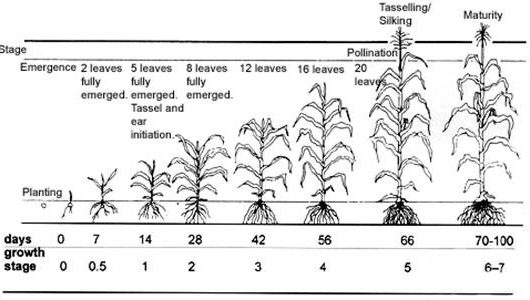 Tasselling/
Silking
Maturity
Stage
Pollination
Emergence 2 leaves fully emerged. 5 leaves fully emerged. Tassel and ear initiation. 8 leaves fully emerged. 12 leaves 16 leaves 20 leaves
Planting
days 0 7 14 28 42 56 66 70-100
growth
stage 0 0.5 1 2 3 4 5 6–7